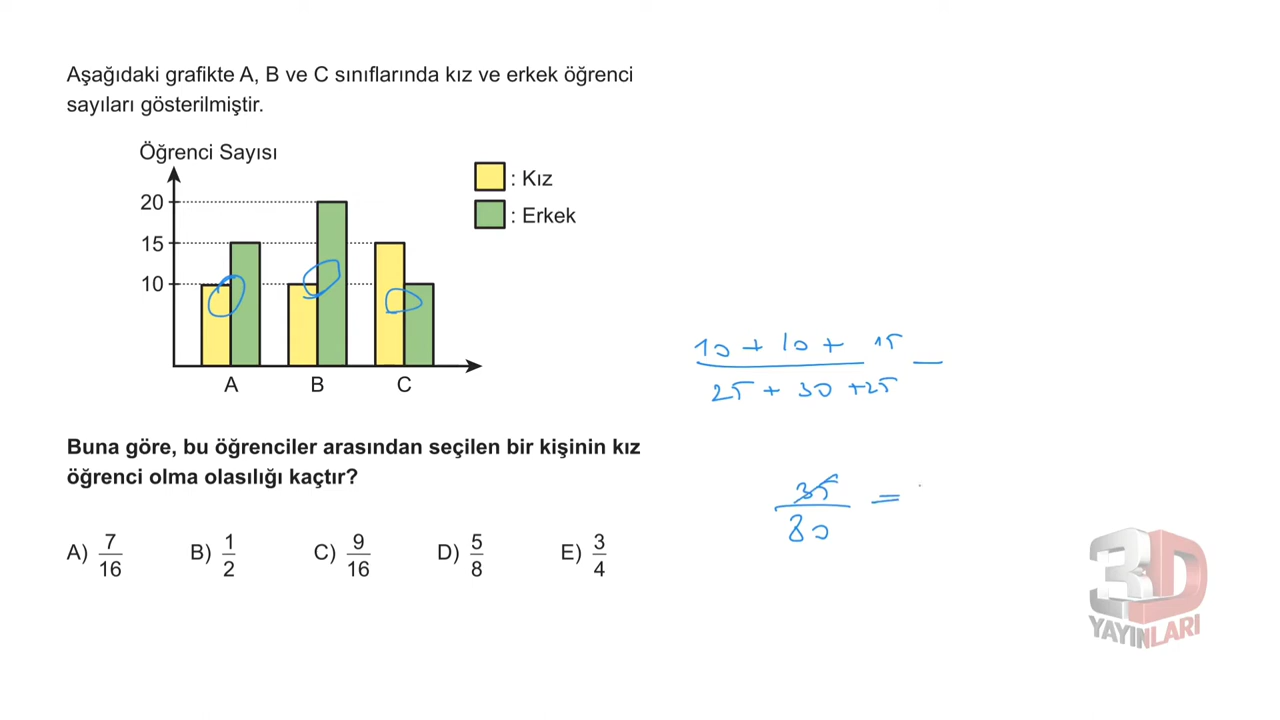 Aşağıdaki grafikte A, B ve C sınıflarında kız ve erkek öğrenci
sayıları gösterilmiştir.
Öğrenci Sayısı
20
15
10
A B C
: Kız
: Erkek
Buna göre, bu öğrenciler arasından seçilen bir kişinin kız
öğrenci olma olasılığı kaçtır?
A) 7/16 B) 1/2 C) 9/16 D) 5/8 E) 3/4
10 + 10 + 15
25 + 30 + 25
35
80
=
3D
YAYINLARI